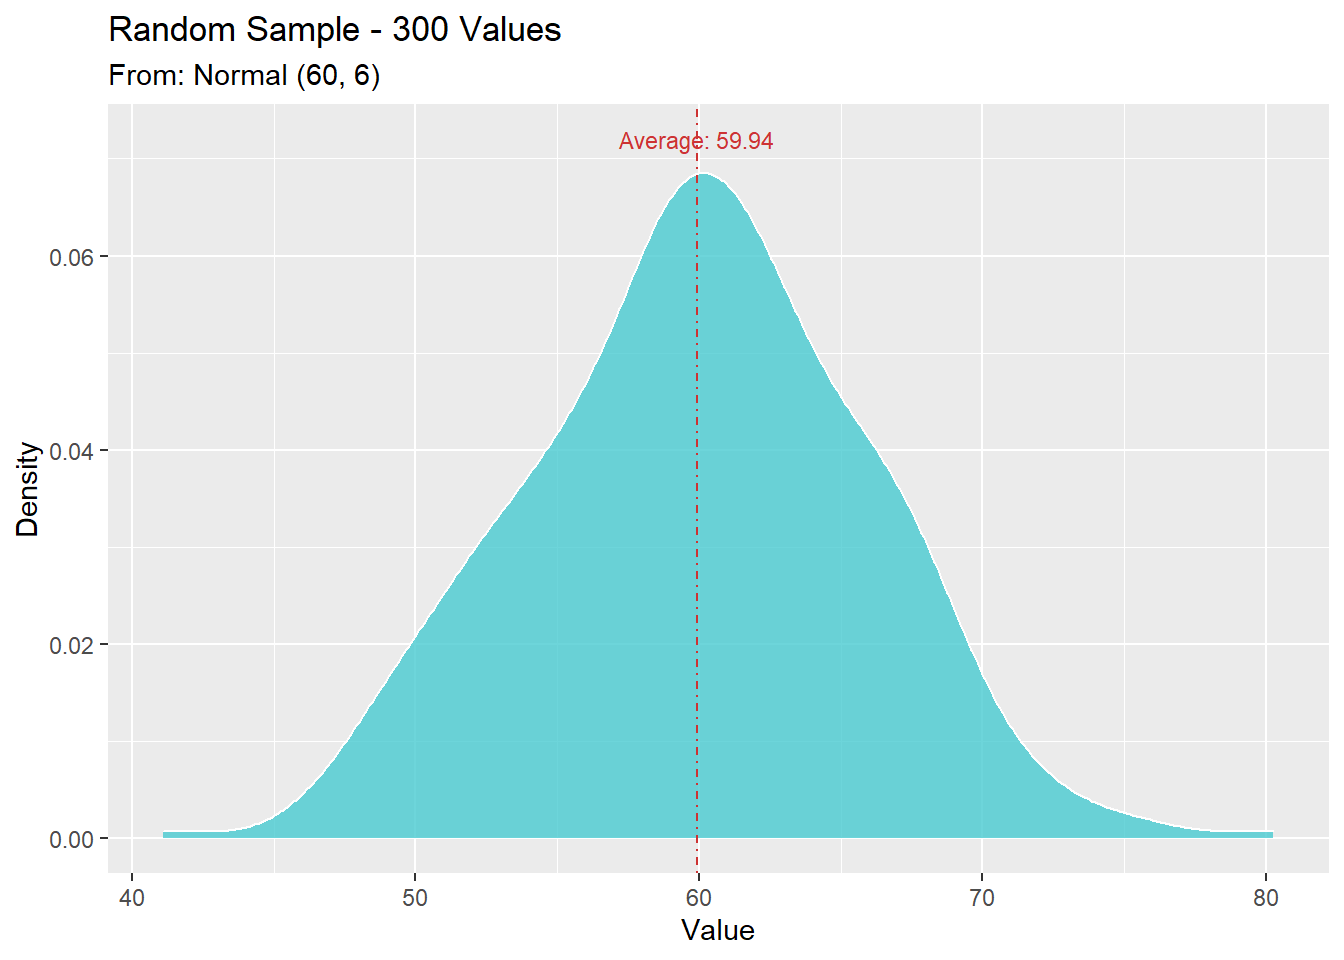 Random Sample - 300 Values
From: Normal (60, 6)
Average: 59.94
0.06
0.04
0.02
0.00
Density
40 50 60 70 80
Value